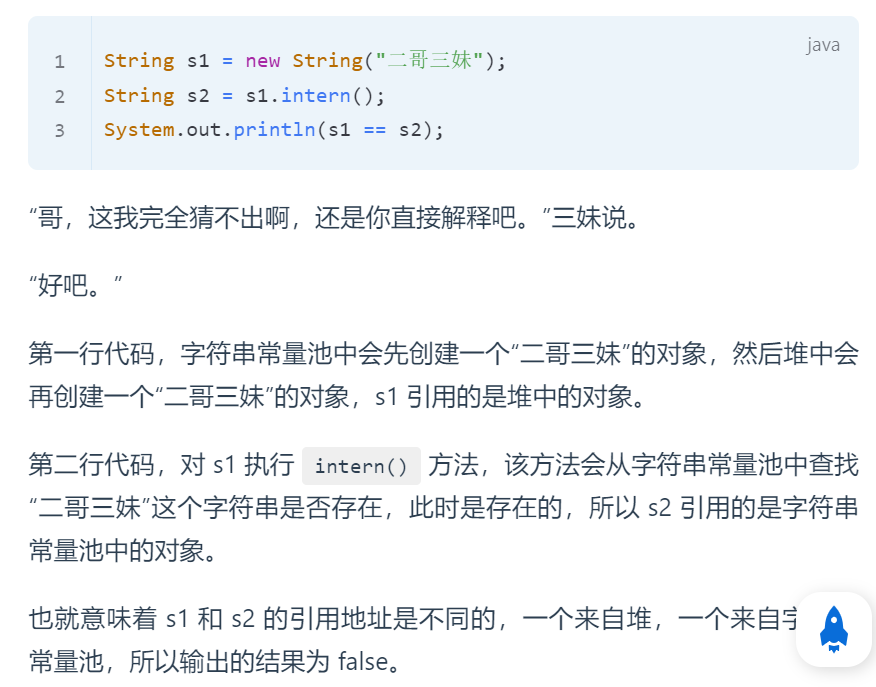 java
1 String s1 = new String("二哥三妹");
2 String s2 = s1.intern();
3 System.out.println(s1 == s2);
“哥，这我完全猜不出啊，还是你直接解释吧。”三妹说。
“好吧。”
第一行代码，字符串常量池中会先创建一个“二哥三妹”的对象，然后堆中会
再创建一个“二哥三妹”的对象，s1 引用的是堆中的对象。
第二行代码，对 s1 执行 intern() 方法，该方法会从字符串常量池中查找
“二哥三妹”这个字符串是否存在，此时是存在的，所以 s2 引用的是字符串
常量池中的对象。
也就意味着 s1 和 s2 的引用地址是不同的，一个来自堆，一个来自字
常量池，所以输出的结果为 false。